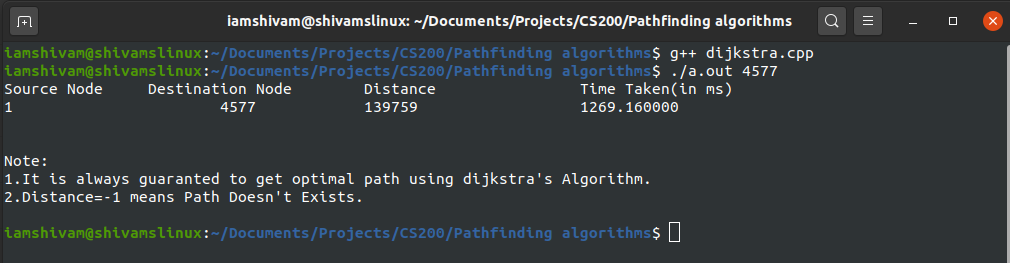 iamshivam@shivamslinux: ~/Documents/Projects/CS200/Pathfinding algorithms
iamshivam@shivamslinux:~/Documents/Projects/CS200/Pathfinding algorithms$ g++ dijkstra.cpp
iamshivam@shivamslinux:~/Documents/Projects/CS200/Pathfinding algorithms$ ./a.out 4577
Source Node     Destination Node        Distance                Time Taken(in ms)
1                       4577            139759                  1269.160000
Note:
1.It is always guaranted to get optimal path using dijkstra's Algorithm.
2.Distance=-1 means Path Doesn't Exists.
iamshivam@shivamslinux:~/Documents/Projects/CS200/Pathfinding algorithms$